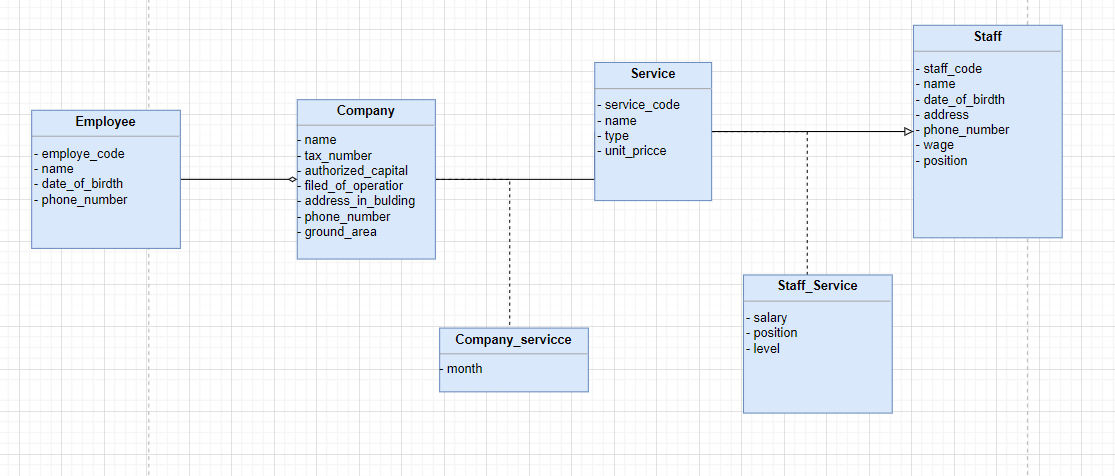 Employee
- employe_code
- name
- date_of_birdth
- phone_number
Company
- name
- tax_number
- authorized_capital
- filed_of_operatior
- address_in_bulding
- phone_number
- ground_area
Service
- service_code
- name
- type
- unit_pricce
Staff
- staff_code
- name
- date_of_birdth
- address
- phone_number
- wage
- position
Company_servicce
- month
Staff_Service
- salary
- position
- level